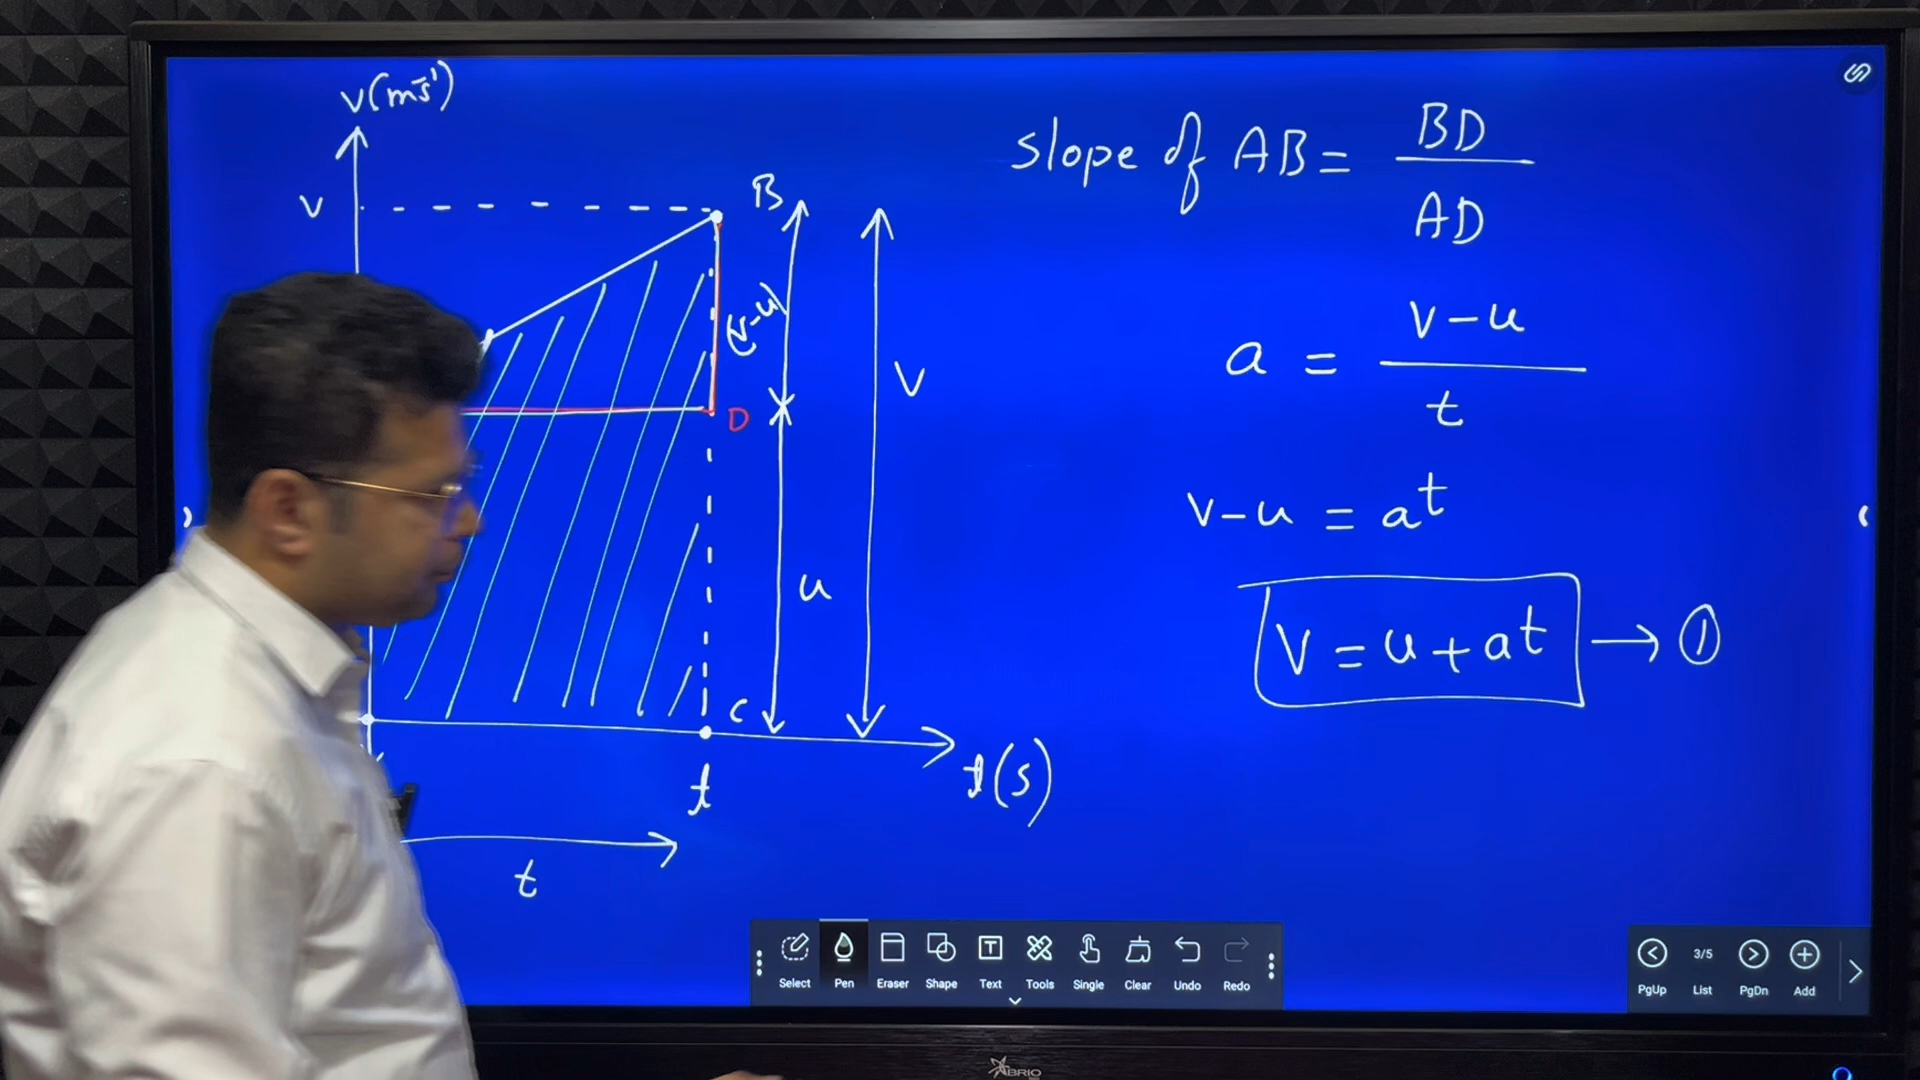 v(ms⁻¹)
v
B
(v-u)
v
D
u
C
t
t(s)
t
slope of AB = BD
AD
a = v-u
t
v-u = at
v = u + at → ①
Select
Pen
Eraser
Shape
Text
Tools
Single
Clear
Undo
Redo
3/5
PgUp
List
PgDn
Add
ABRIO